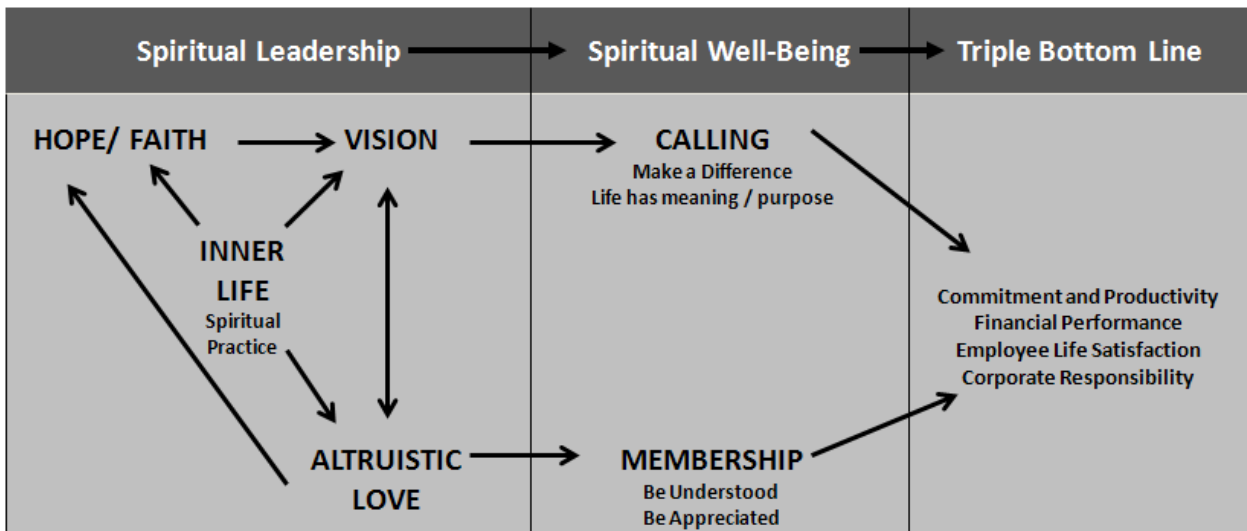 Spiritual Leadership
Spiritual Well-Being
Triple Bottom Line
HOPE/ FAITH
VISION
CALLING
Make a Difference
Life has meaning / purpose
INNER
LIFE
Spiritual
Practice
Commitment and Productivity
Financial Performance
Employee Life Satisfaction
Corporate Responsibility
ALTRUISTIC
LOVE
MEMBERSHIP
Be Understood
Be Appreciated